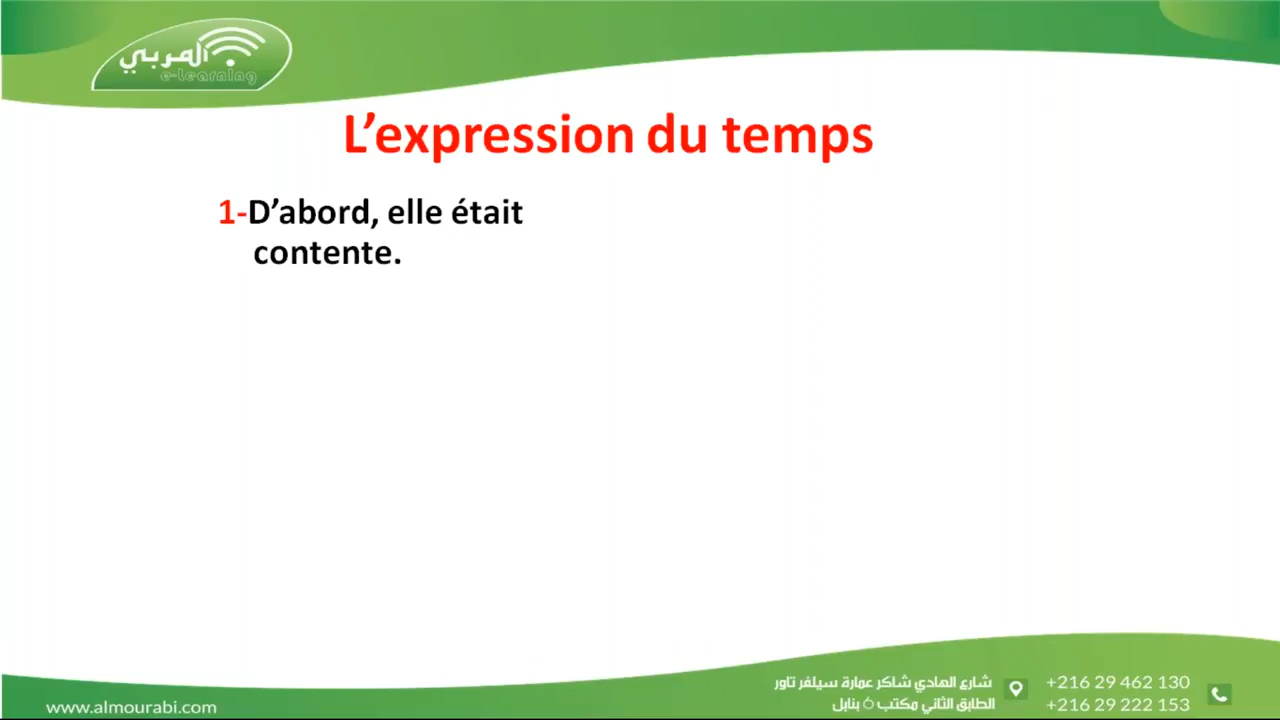 المربي
e-learning
L’expression du temps
1-D’abord, elle était
contente.
www.almourabi.com
شارع الهادي شاكر عمارة سيلفر تاور
الطابق الثاني مكتب 6 بنابل
+216 29 462 130
+216 29 222 153